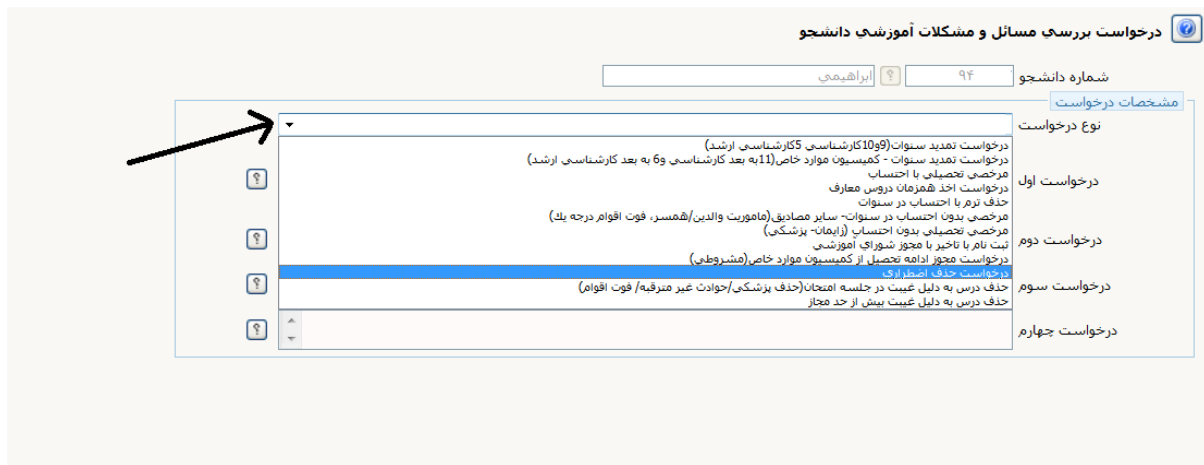 درخواست بررسي مسائل و مشكلات آموزشي دانشجو
شماره دانشجو ۹۴ ؟ ابراهيمي
مشخصات درخواست
نوع درخواست
درخواست تمديد سنوات(9و10كارشناسي 5كارشناسي ارشد)
درخواست تمديد سنوات - كميسيون موارد خاص(11به بعد كارشناسي و6 به بعد كارشناسي ارشد)
مرخصي تحصيلي با احتساب
درخواست اخذ همزمان دروس معارف
حذف ترم با احتساب در سنوات
مرخصي بدون احتساب در سنوات- ساير مصاديق(ماموريت والدين/همسر، فوت اقوام درجه يك)
مرخصي تحصيلي بدون احتساب (زايمان- پزشكي)
ثبت نام با تاخير با مجوز شوراي آموزشي
درخواست مجوز ادامه تحصيل از كميسيون موارد خاص(مشروطي)
درخواست حذف اضطراري
حذف درس به دليل غيبت در جلسه امتحان(حذف پزشكي/حوادث غير مترقبه/ فوت اقوام)
حذف درس به دليل غيبت بيش از حد مجاز
درخواست اول ؟
درخواست دوم ؟
درخواست سوم ؟
درخواست چهارم ؟